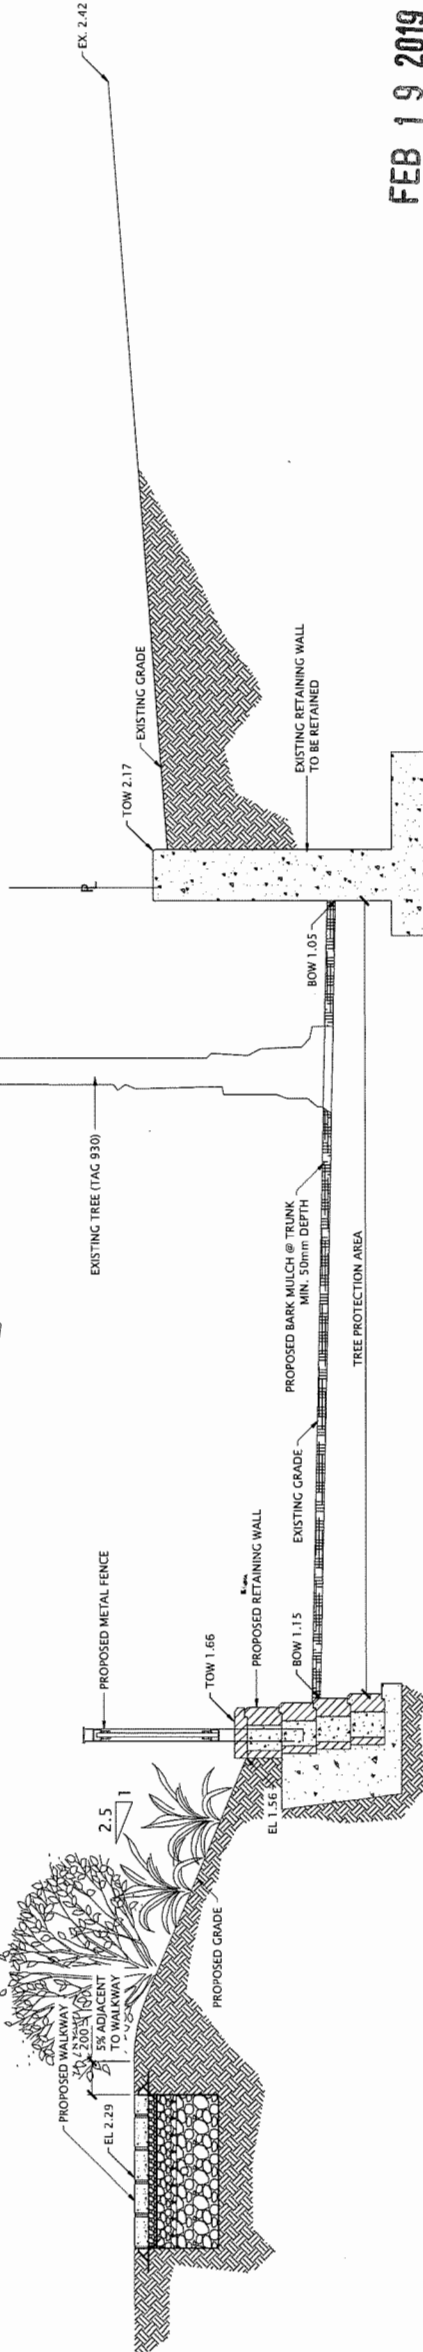 PROPOSED WALKWAY
200
5% ADJACENT
TO WALKWAY
EL 2.29
2.5
1
PROPOSED GRADE
PROPOSED METAL FENCE
TOW 1.66
EL 1.56
PROPOSED RETAINING WALL
BOW 1.15
EXISTING GRADE
PROPOSED BARK MULCH @ TRUNK
MIN. 50mm DEPTH
TREE PROTECTION AREA
EXISTING TREE (TAG 930)
BOW 1.05
PL
TOW 2.17
EXISTING GRADE
EXISTING RETAINING WALL
TO BE RETAINED
EX. 2.42
FEB 19 2019